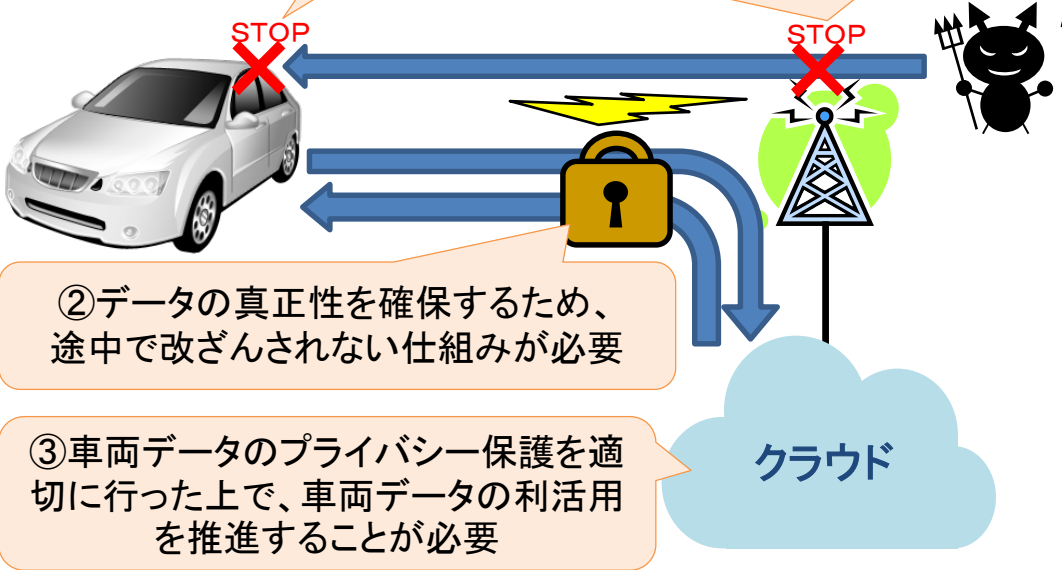 STOP
STOP
②データの真正性を確保するため、
途中で改ざんされない仕組みが必要
③車両データのプライバシー保護を適
切に行った上で、車両データの利活用
を推進することが必要
クラウド